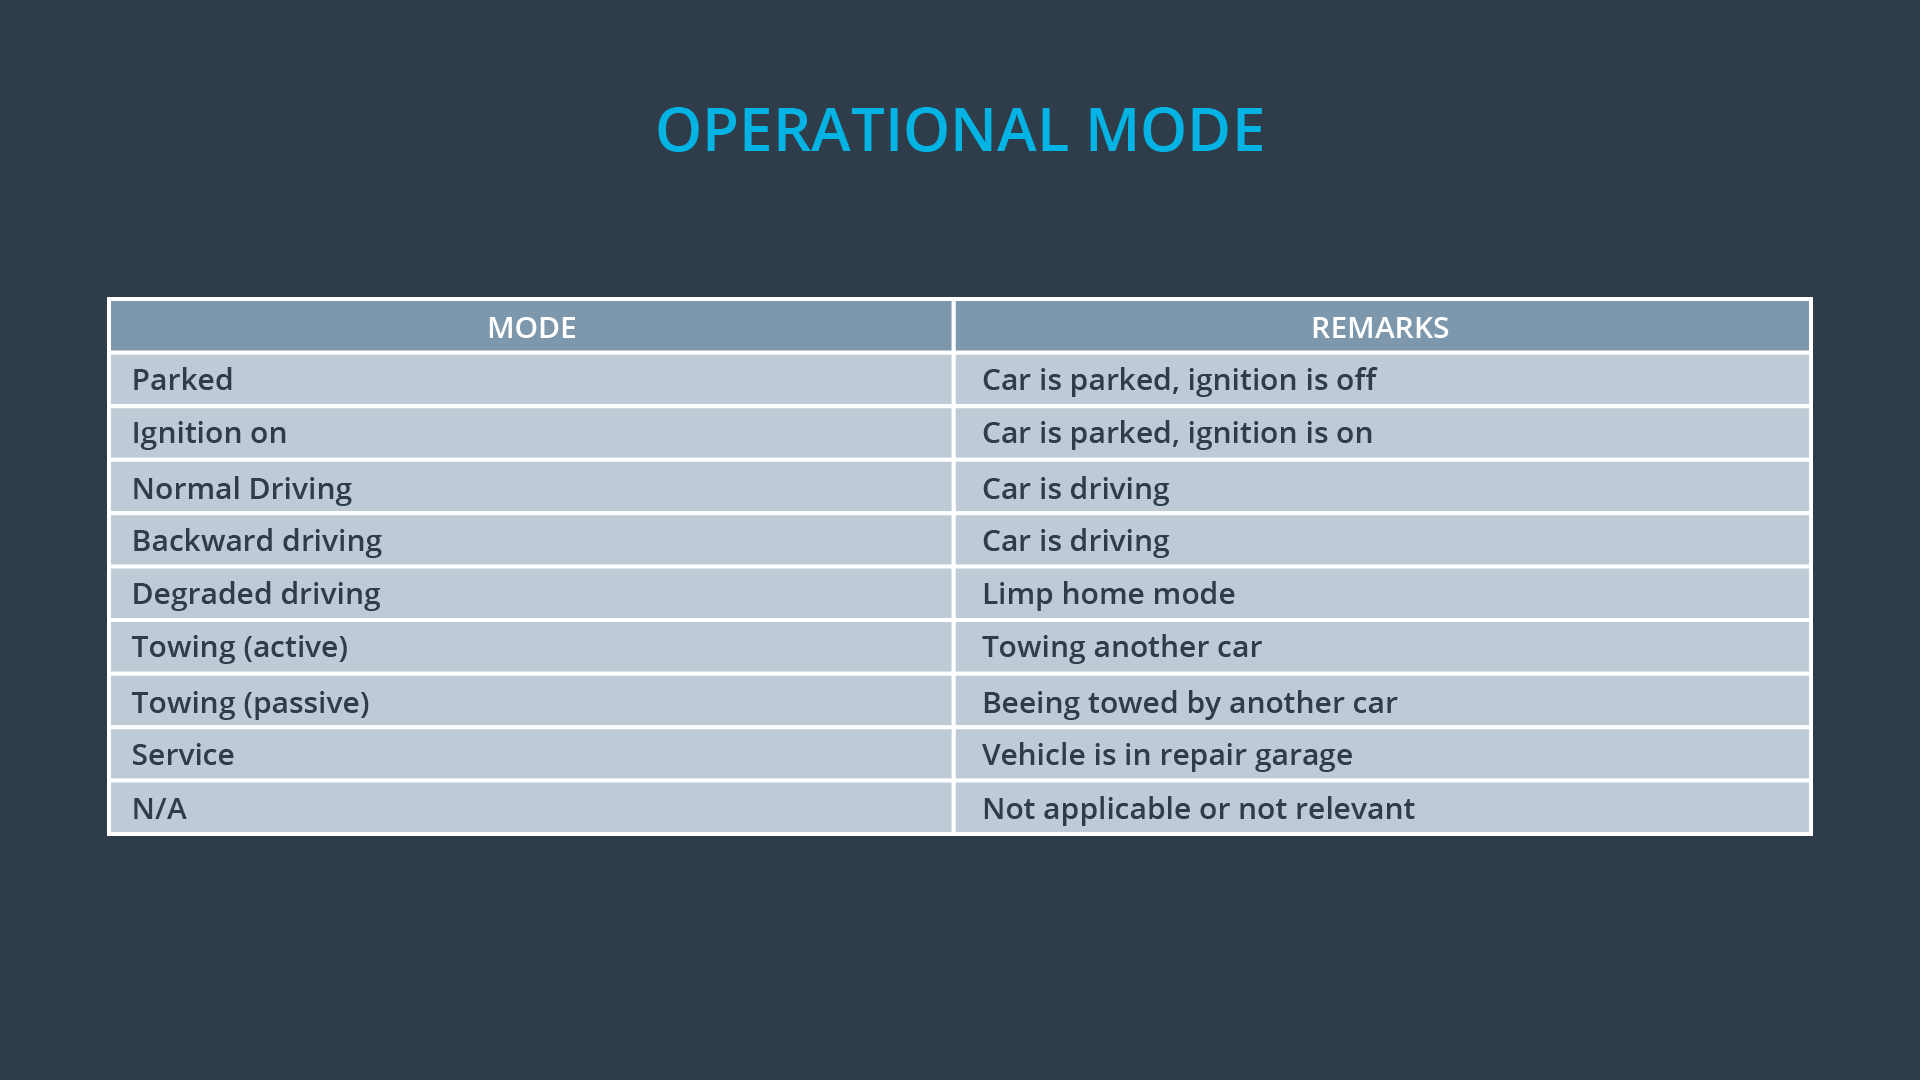 OPERATIONAL MODE
MODE REMARKS
Parked Car is parked, ignition is off
Ignition on Car is parked, ignition is on
Normal Driving Car is driving
Backward driving Car is driving
Degraded driving Limp home mode
Towing (active) Towing another car
Towing (passive) Beeing towed by another car
Service Vehicle is in repair garage
N/A Not applicable or not relevant